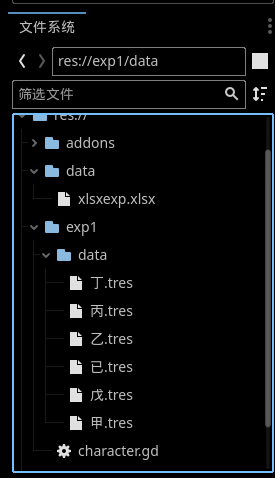 文件系统
res://exp1/data
筛选文件
res://
addons
data
xlsxexp.xlsx
exp1
data
丁.tres
丙.tres
乙.tres
已.tres
戊.tres
甲.tres
character.gd